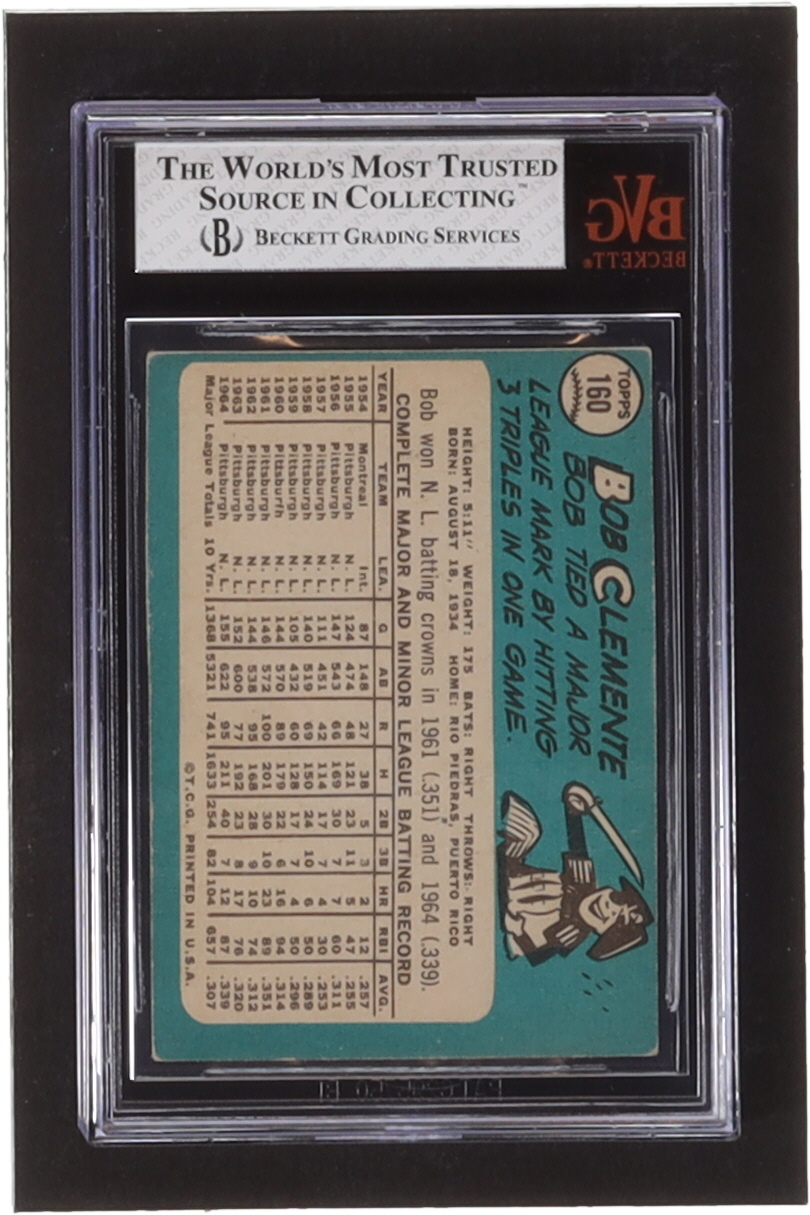 THE WORLD'S MOST TRUSTED
SOURCE IN COLLECTING™
B BECKETT GRADING SERVICES
BVG
BECKETT®
TOPPS
160
BOB CLEMENTE
BOB TIED A MAJOR
LEAGUE MARK BY HITTING
3 TRIPLES IN ONE GAME.
HEIGHT: 5:11" WEIGHT: 175 BATS: RIGHT THROWS: RIGHT
BORN: AUGUST 18, 1934 HOME: RIO PIEDRAS, PUERTO RICO
Bob won N. L. batting crowns in 1961 (.351) and 1964 (.339).
COMPLETE MAJOR AND MINOR LEAGUE BATTING RECORD
YEAR TEAM LEA. G AB R H 2B 3B HR RBI AVG.
1954 Montreal Int. 87 148 27 38 5 3 2 12 .257
1955 Pittsburgh N. L. 124 474 48 121 23 11 5 47 .255
1956 Pittsburgh N. L. 147 543 66 169 30 7 7 60 .311
1957 Pittsburgh N. L. 111 451 42 114 17 7 4 30 .253
1958 Pittsburgh N. L. 140 519 69 150 24 10 6 50 .289
1959 Pittsburgh N. L. 105 432 60 128 17 7 4 50 .296
1960 Pittsburfh N. L. 144 570 89 179 22 6 16 94 .314
1961 Pittsburgh N. L. 146 572 100 201 30 10 23 89 .351
1962 Pittsburgh N. L. 144 538 95 168 28 9 10 74 .312
1963 Pittsburgh N. L. 152 600 77 192 23 8 17 76 .320
1964 Pittsburgh N. L. 155 622 95 211 40 7 12 87 .339
Major League Totals 10 Yrs. 1368 5321 741 1633 254 82 104 657 .307
©T.C.G. PRINTED IN U.S.A.